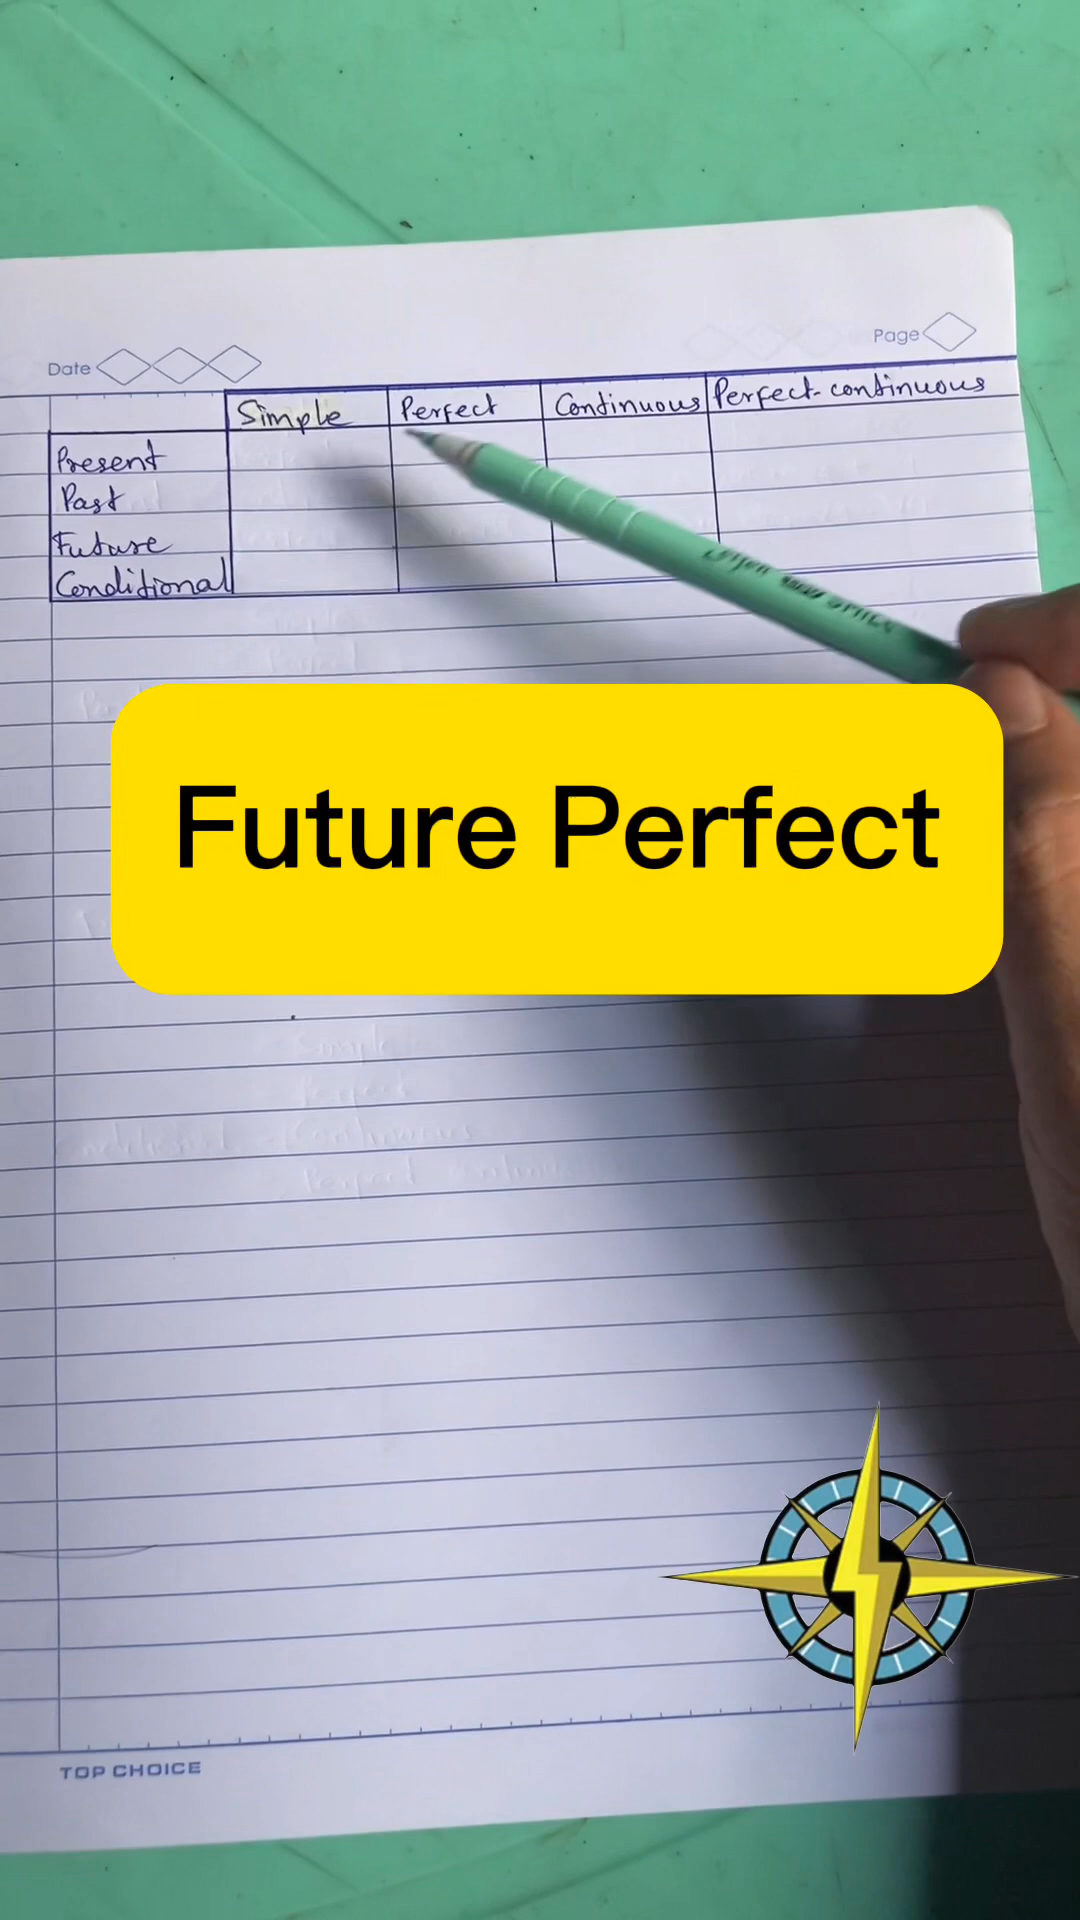 Page
Date
Simple Perfect Continuous Perfect-continuous
Present
Past
Future
Conditional
Future Perfect
TOP CHOICE